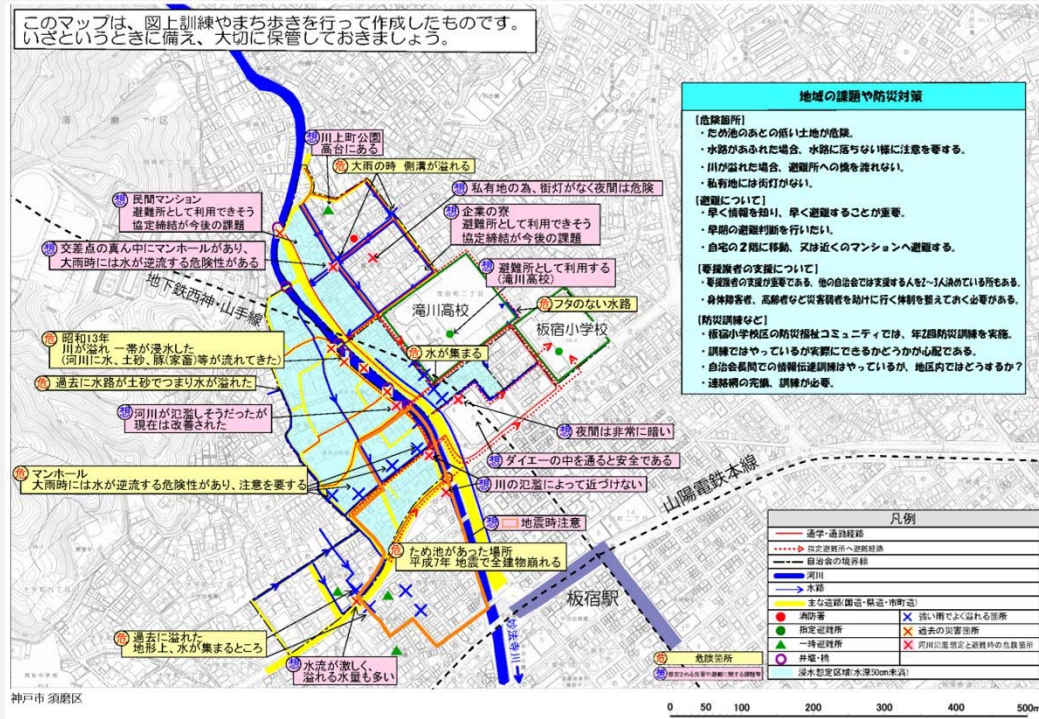 このマップは、図上訓練やまち歩きを行って作成したものです。
いざというときに備え、大切に保管しておきましょう。
地域の課題や防災対策
[危険箇所]
・ため池のあとの低い土地が危険。
・水路があふれた場合、水路に落ちない様に注意を要する。
・川が溢れた場合、避難所への橋を渡れない。
・私有地には街灯がない。
[避難について]
・早く情報を知り、早く避難することが重要。
・早期の避難判断を行いたい。
・自宅の2階に移動、又は近くのマンションへ避難する。
[要援護者の支援について]
・要援護者の支援が重要である。他の自治会では支援する人を2~3人決めている所もある。
・身体障害者、高齢者など災害弱者を助けに行く体制を整えておく必要がある。
[防災訓練など]
・板宿小学校区の防災福祉コミュニティでは、年2回防災訓練を実施。
・訓練ではやっているが実際にできるかどうかが心配である。
・自治会長間での情報伝達訓練はやっているが、地区内ではどうするか?
・連絡網の完備、訓練が必要。
想 川上町公園
高台にある
危 大雨の時 側溝が溢れる
想 私有地の為、街灯がなく夜間は危険
想 民間マンション
避難所として利用できそう
協定締結が今後の課題
想 企業の寮
避難所として利用できそう
協定締結が今後の課題
想 交差点の真ん中にマンホールがあり、
大雨時には水が逆流する危険性がある
想 避難所として利用する
(滝川高校)
地下鉄西神・山手線
滝川高校
危 フタのない水路
板宿小学校
危 昭和13年
川が溢れ 一帯が浸水した
(河川に水、土砂、豚(家畜)等が流れてきた)
危 水が集まる
危 過去に水路が土砂でつまり水が溢れた
想 河川が氾濫しそうだったが
現在は改善された
想 夜間は非常に暗い
想 ダイエーの中を通ると安全である
危 マンホール
大雨時には水が逆流する危険性があり、注意を要する
想 川の氾濫によって近づけない
山陽電鉄本線
想 地震時注意
危 ため池があった場所
平成7年 地震で全建物崩れる
板宿駅
妙法寺川
危 過去に溢れた
地形上、水が集まるところ
想 水流が激しく、
溢れる水量も多い
凡例
通学・通路経路
指定避難所へ避難経路
自治会の境界線
河川
水路
主な道路(国道・県道・市町道)
消防署
強い雨でよく溢れる箇所
指定避難所
過去の災害箇所
一時避難所
河川氾濫想定と避難時の危険箇所
井堰・橋
浸水想定区域(水深50cm未満)
危 危険箇所
想 想定される災害や避難に関する課題等
神戸市 須磨区
0 50 100 200 300 400 500m